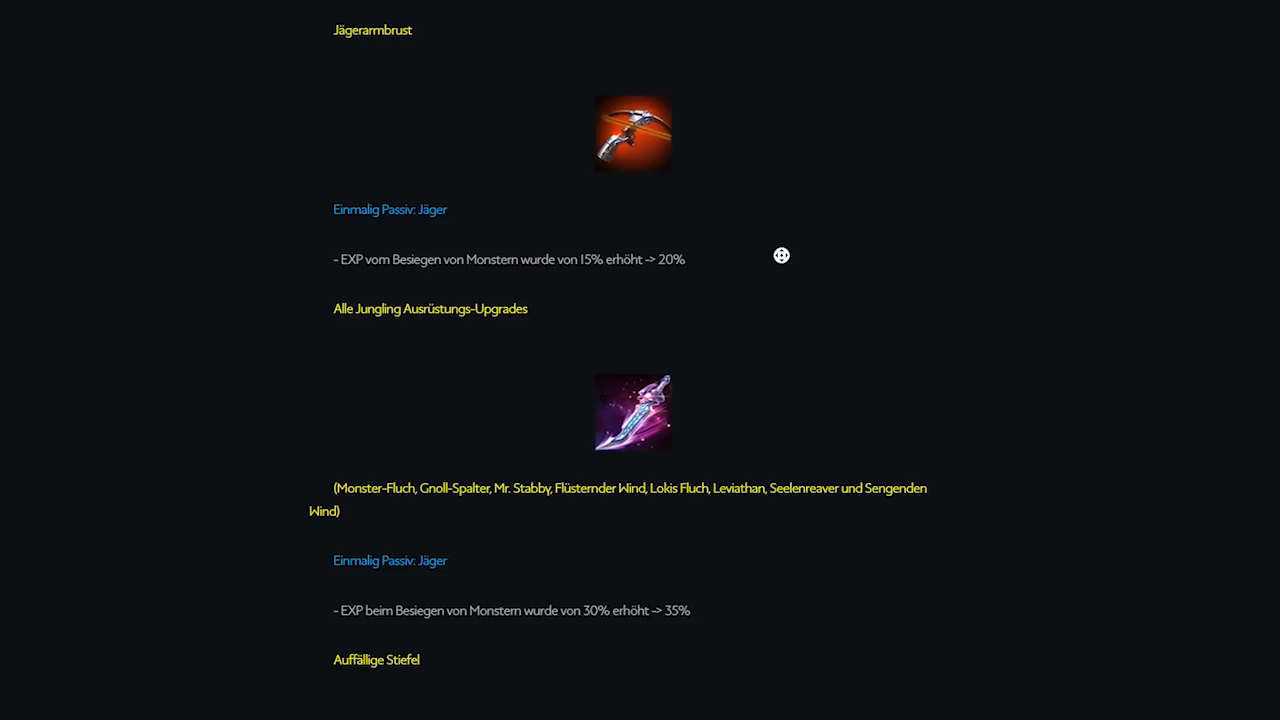 Jägerarmbrust
Einmalig Passiv: Jäger
- EXP vom Besiegen von Monstern wurde von 15% erhöht -> 20%
Alle Jungling Ausrüstungs-Upgrades
(Monster-Fluch, Gnoll-Spalter, Mr. Stabby, Flüsternder Wind, Lokis Fluch, Leviathan, Seelenreaver und Sengenden
Wind)
Einmalig Passiv: Jäger
- EXP beim Besiegen von Monstern wurde von 30% erhöht -> 35%
Auffällige Stiefel